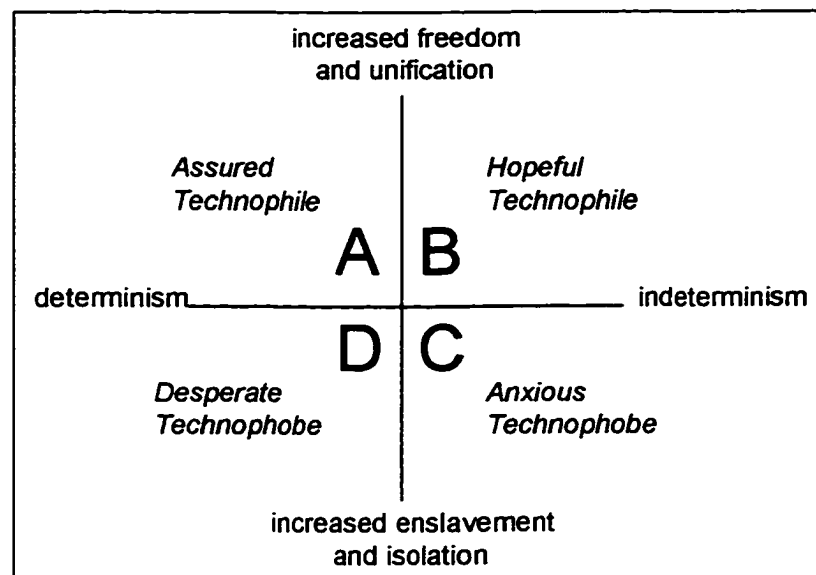 increased freedom
and unification
Assured
Technophile
Hopeful
Technophile
A B
determinism
indeterminism
D C
Desperate
Technophobe
Anxious
Technophobe
increased enslavement
and isolation